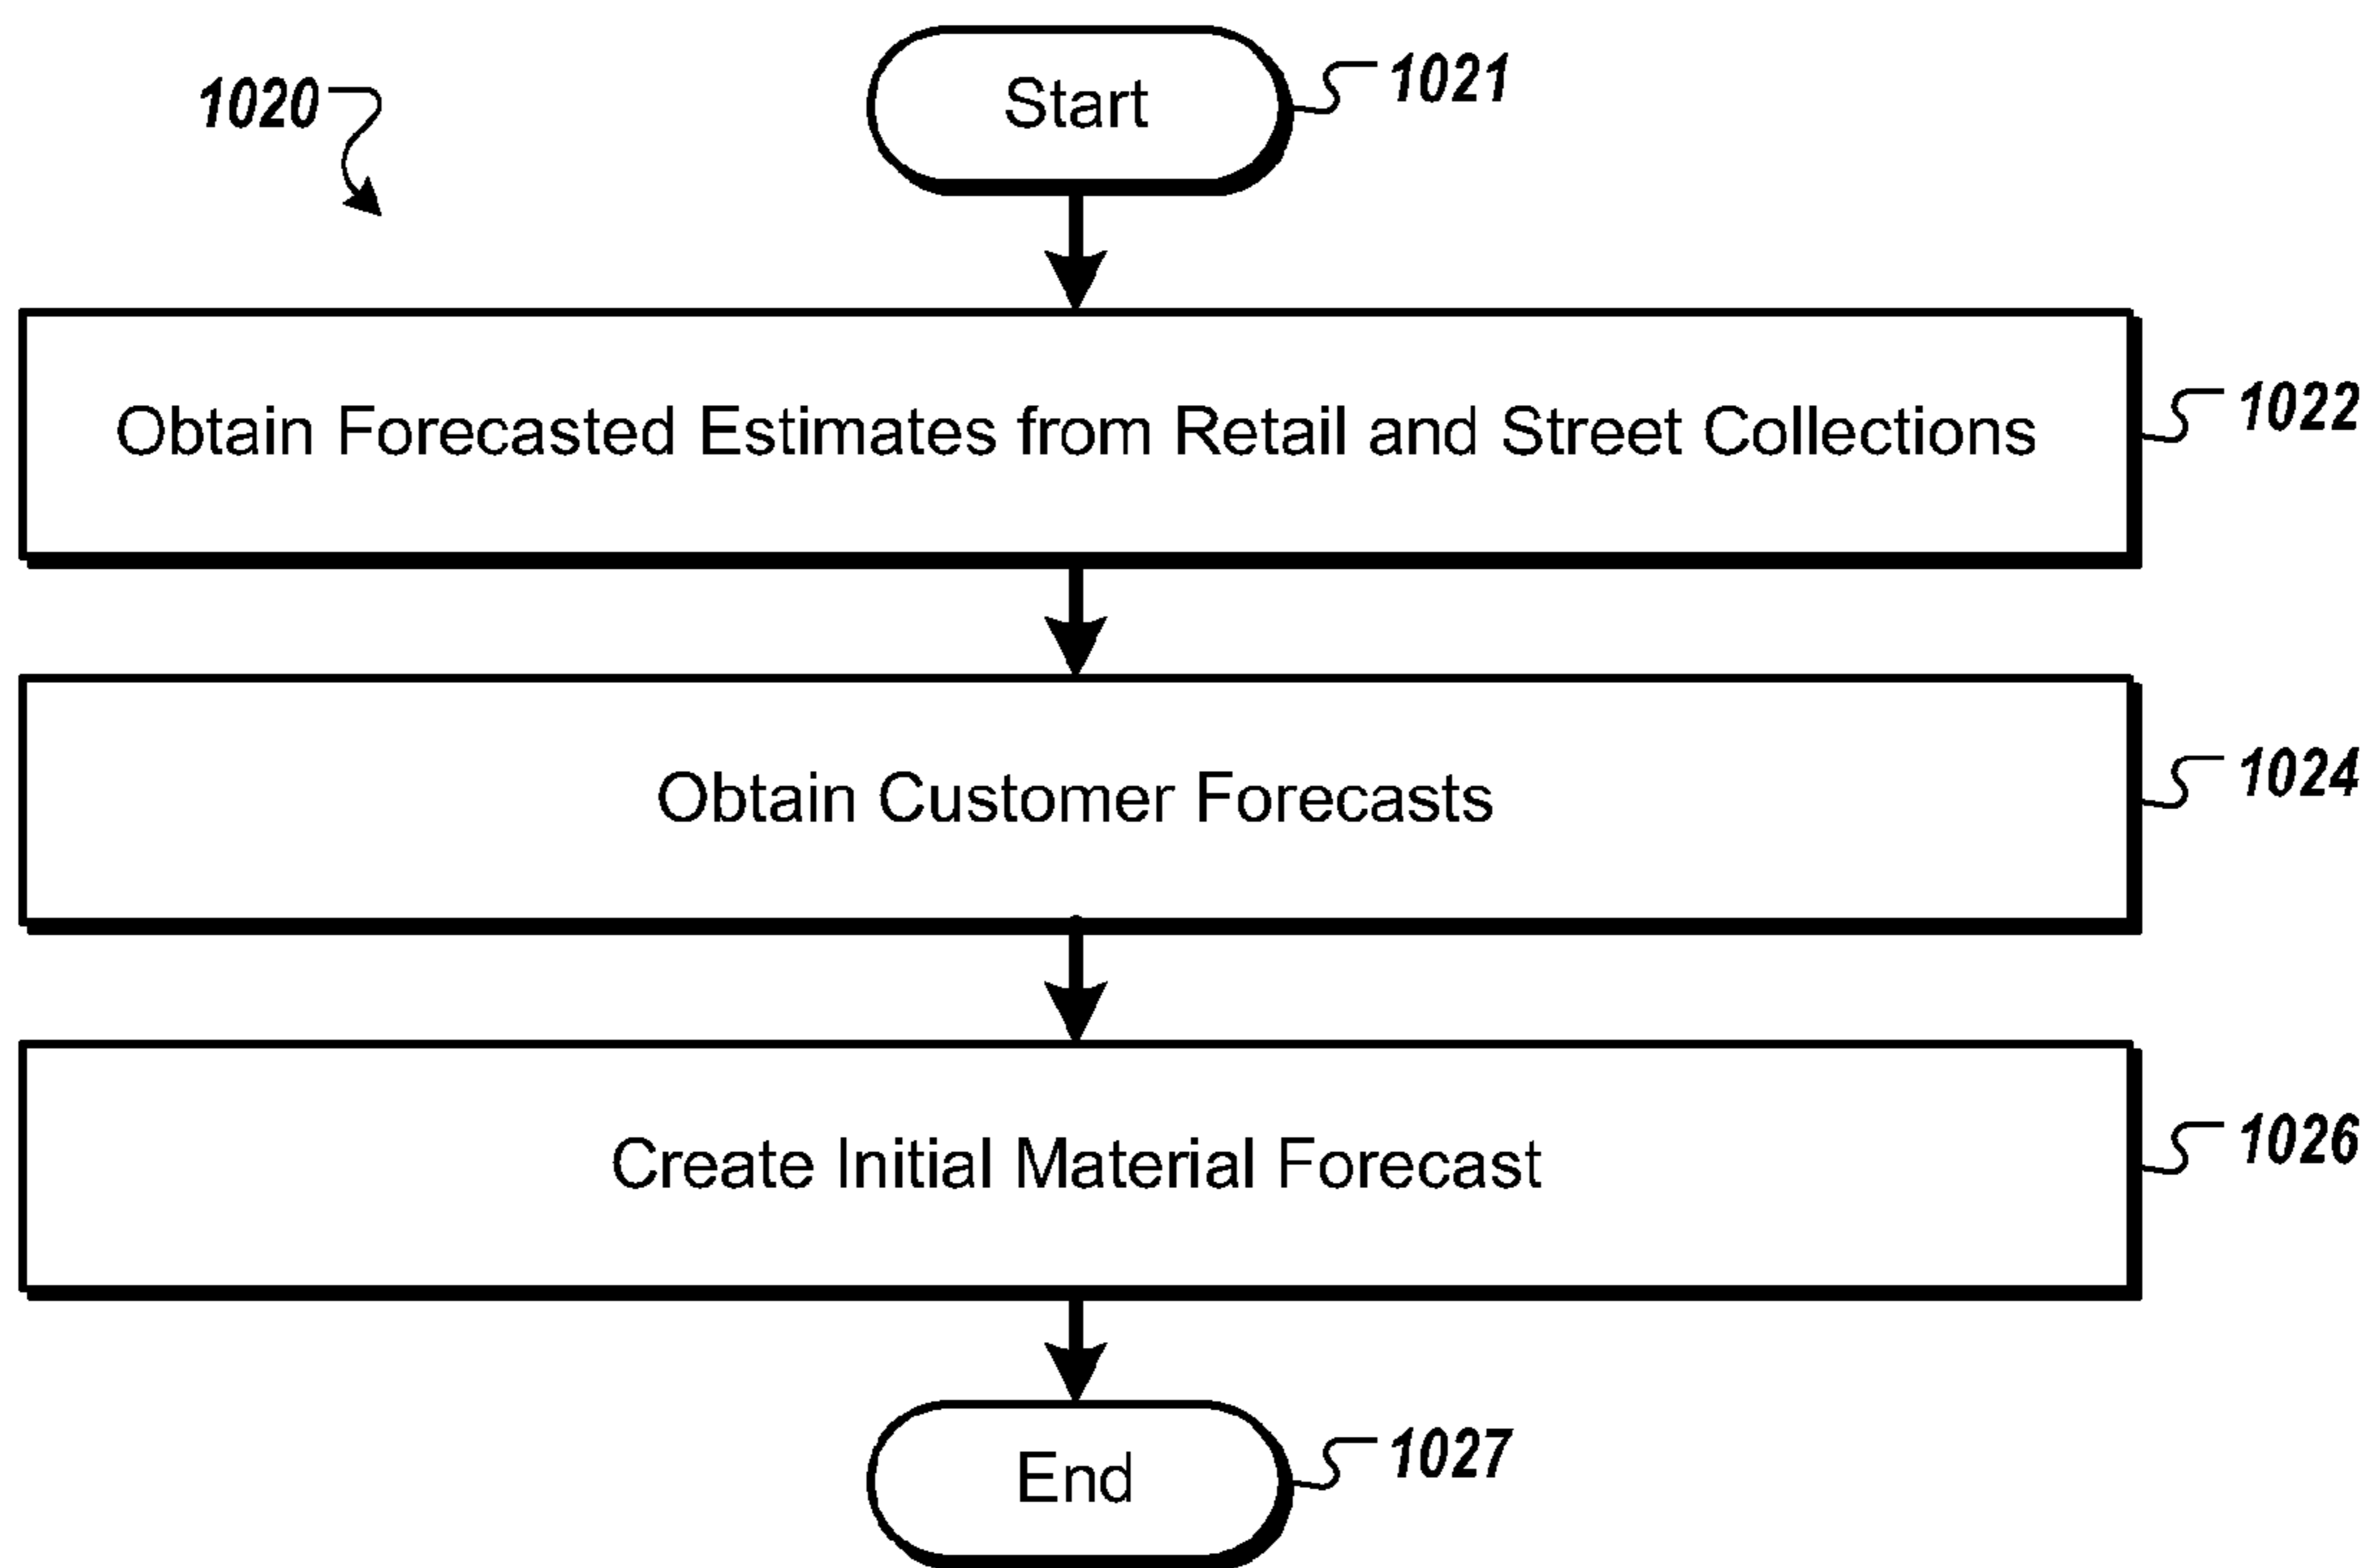 1020
Start
1021
Obtain Forecasted Estimates from Retail and Street Collections
1022
Obtain Customer Forecasts
1024
Create Initial Material Forecast
1026
End
1027